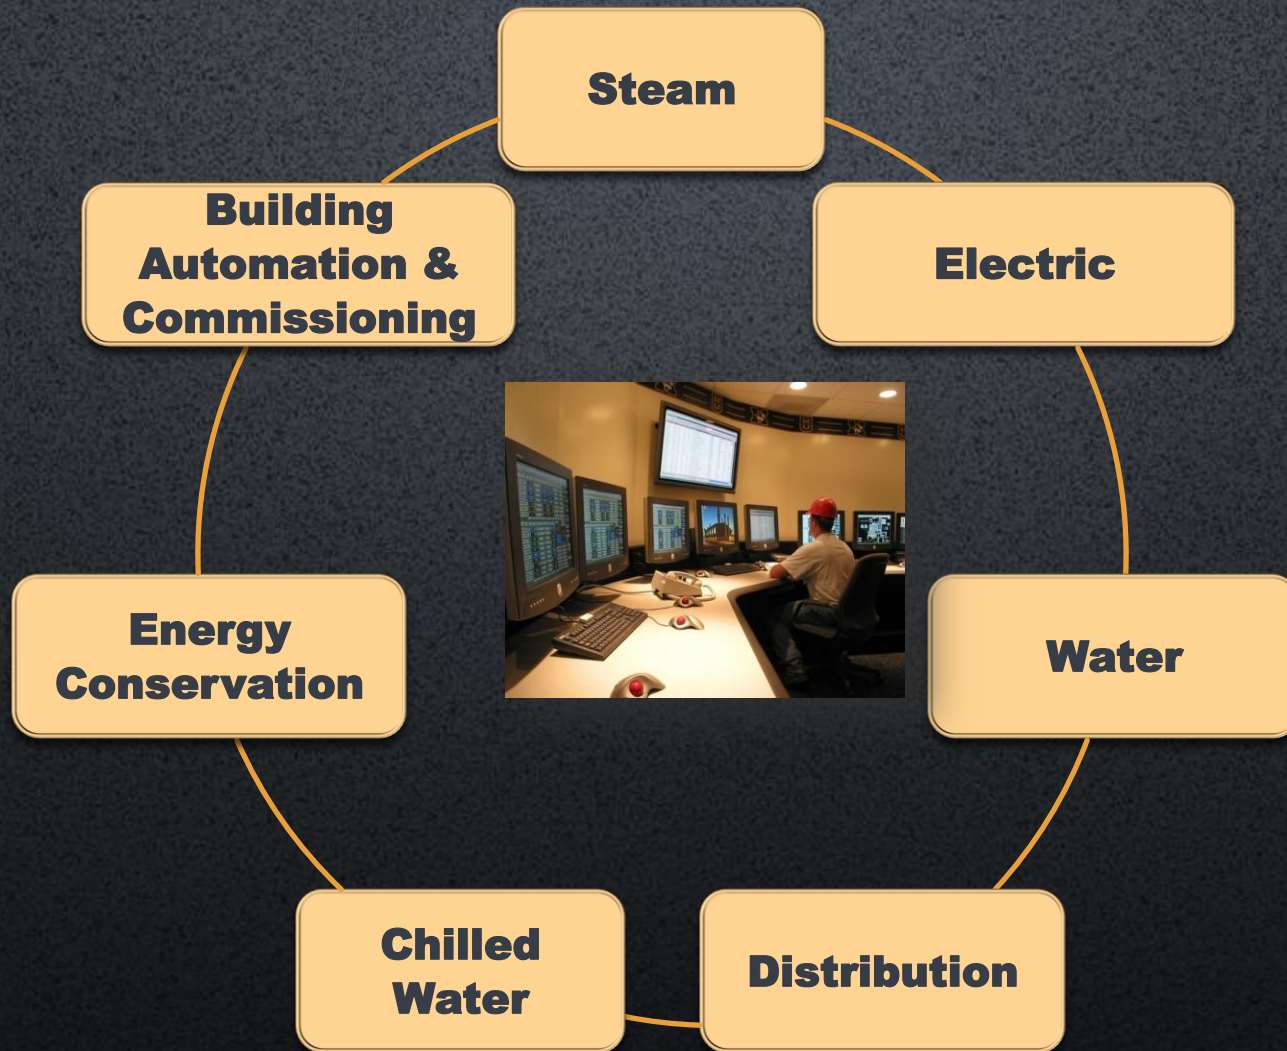 Steam
Building
Automation &
Commissioning
Electric
Energy
Conservation
Water
Chilled
Water
Distribution